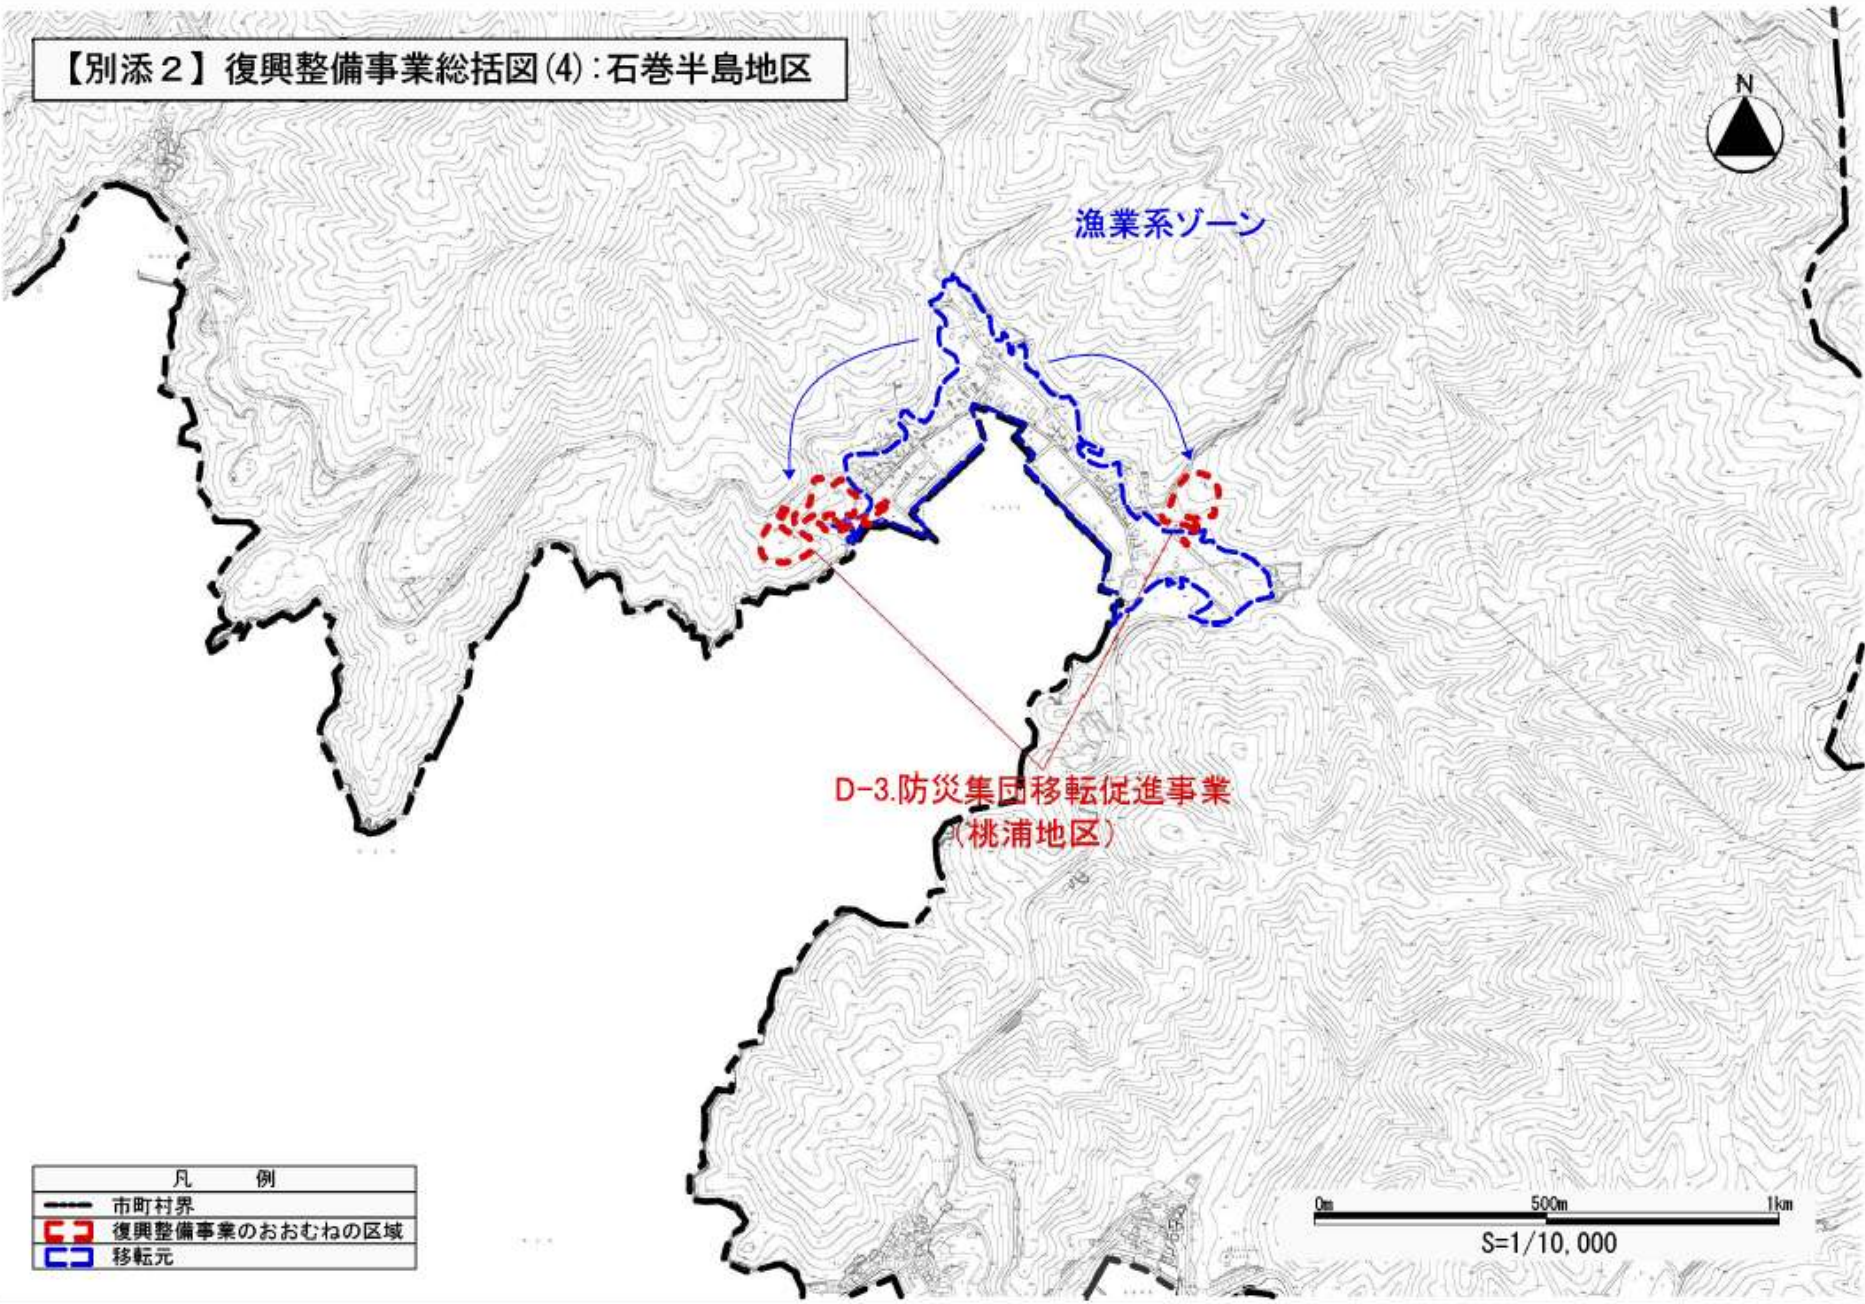 【別添2】復興整備事業総括図(4):石巻半島地区
N
漁業系ゾーン
D-3.防災集団移転促進事業
(桃浦地区)
凡 例
市町村界
復興整備事業のおおむねの区域
移転元
0m 500m 1km
S=1/10,000